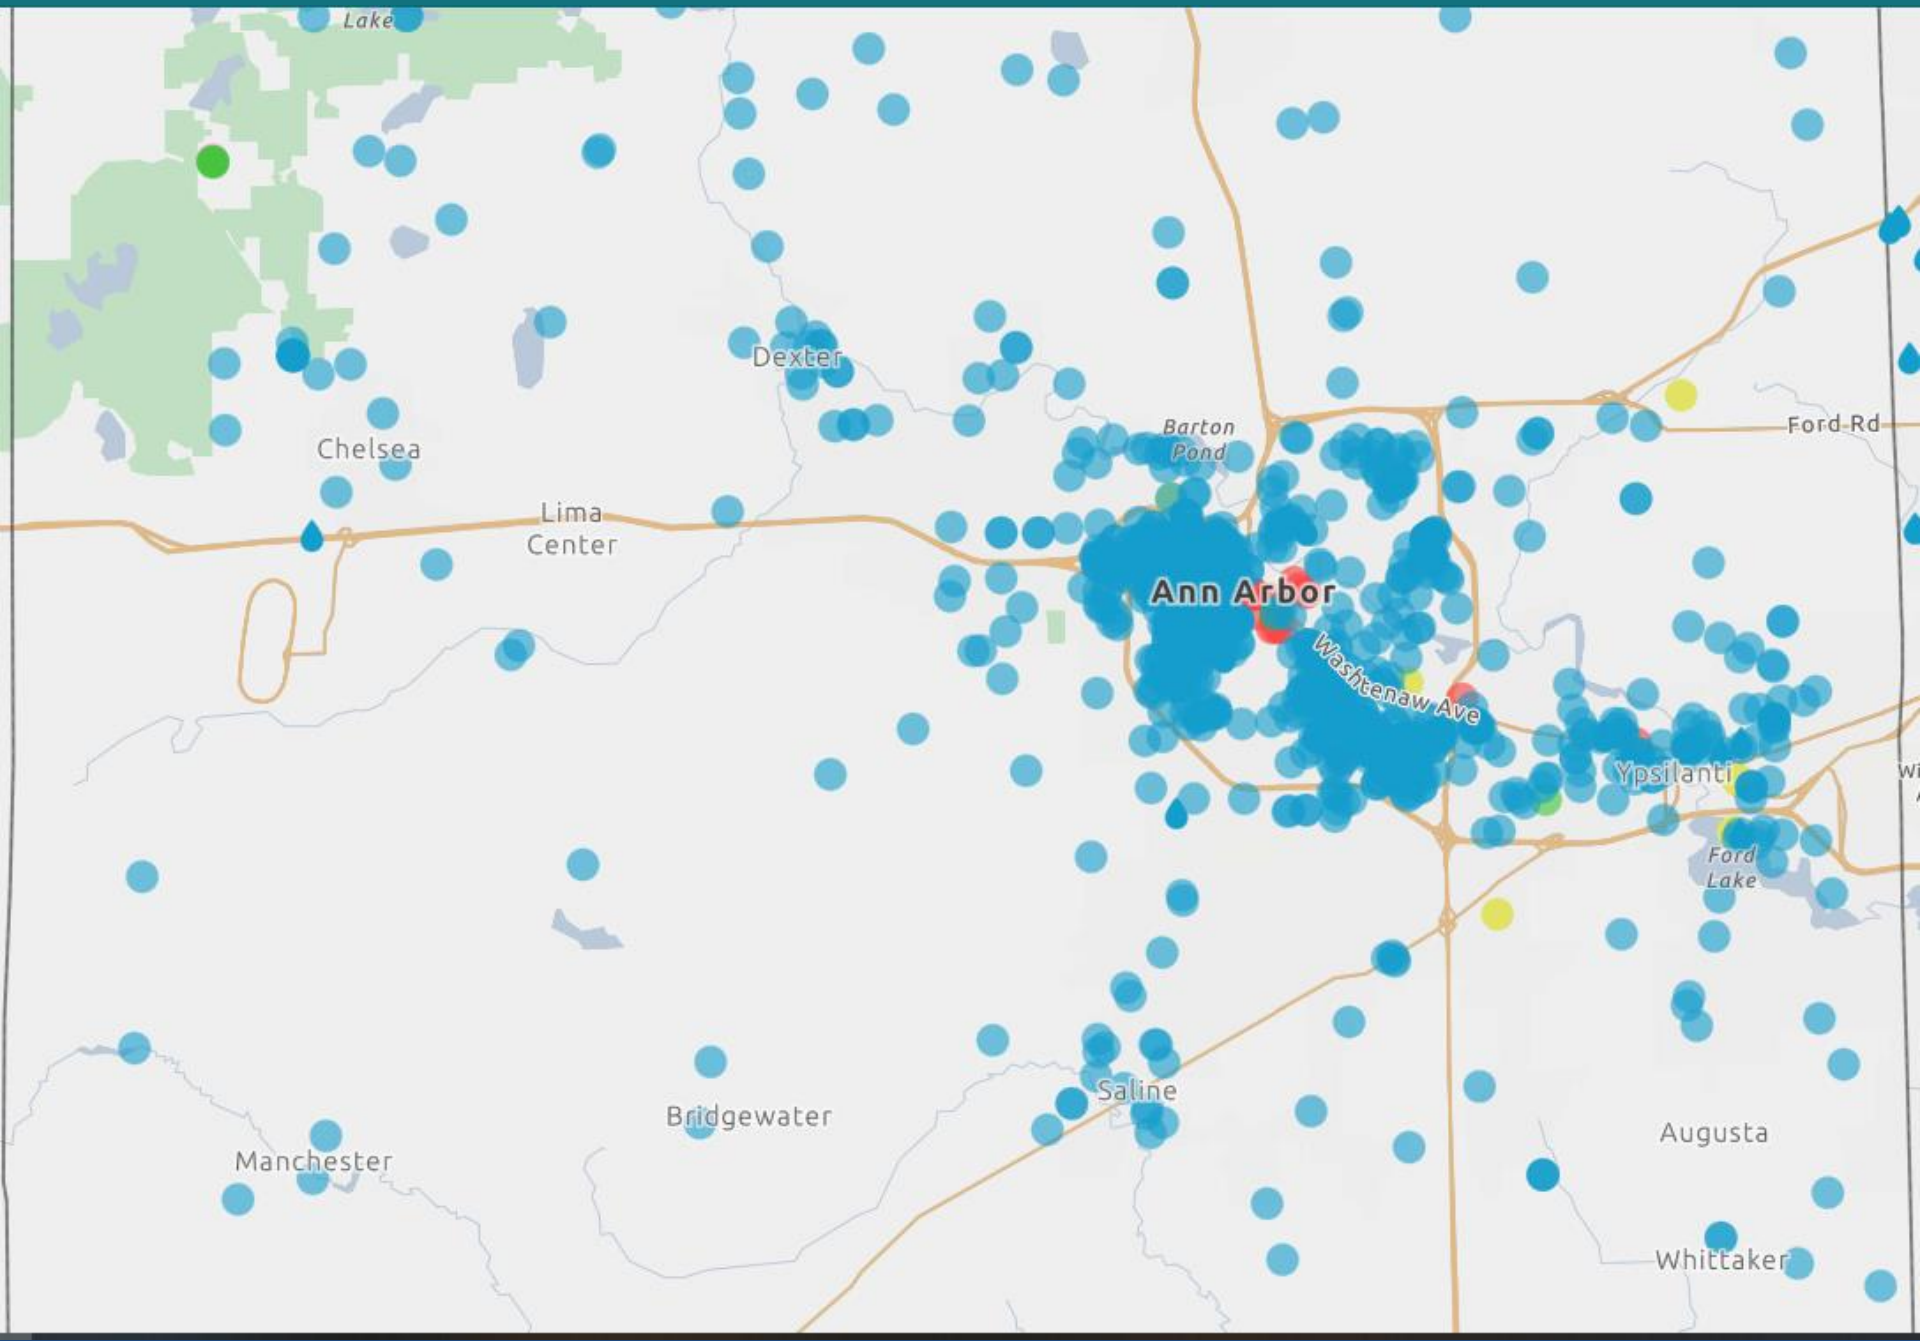 Lake
Dexter
Barton
Pond
Ford Rd
Chelsea
Lima
Center
Ann Arbor
Washtenaw Ave
Ypsilanti
Ford
Lake
Saline
Bridgewater
Augusta
Manchester
Whittaker